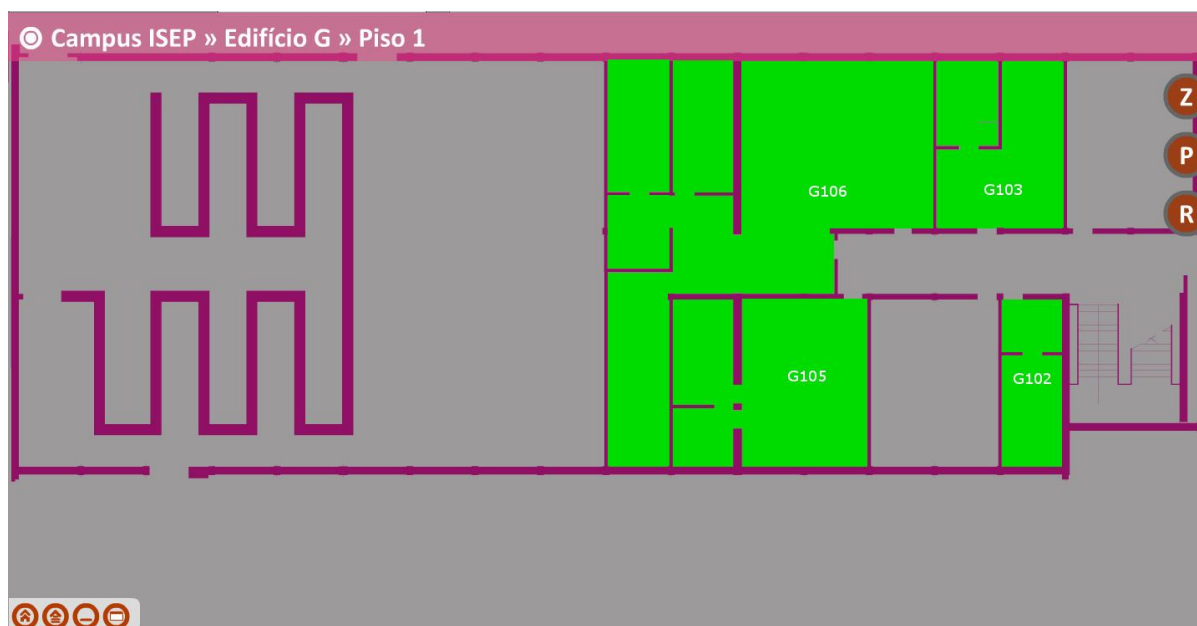 Campus ISEP » Edifício G » Piso 1
Z
P
R
G106
G103
G105
G102